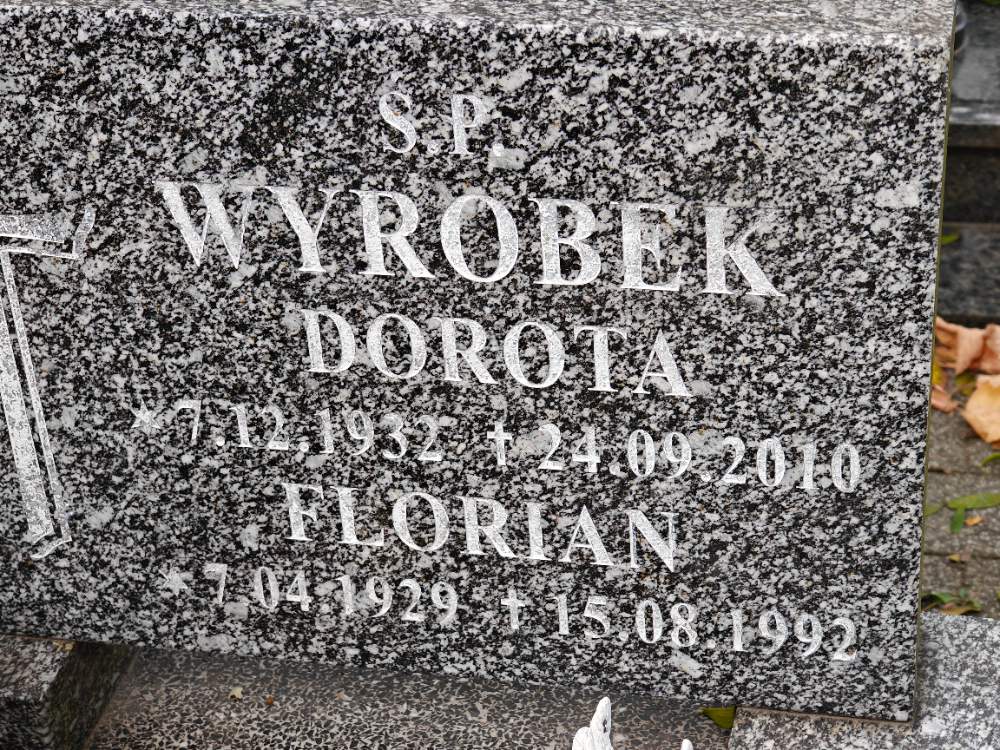 S.P.
WYROBEK
DOROTA
* 7.12.1932 ✝ 24.09.2010
FLORIAN
* 7.04.1929 ✝ 15.08.1992